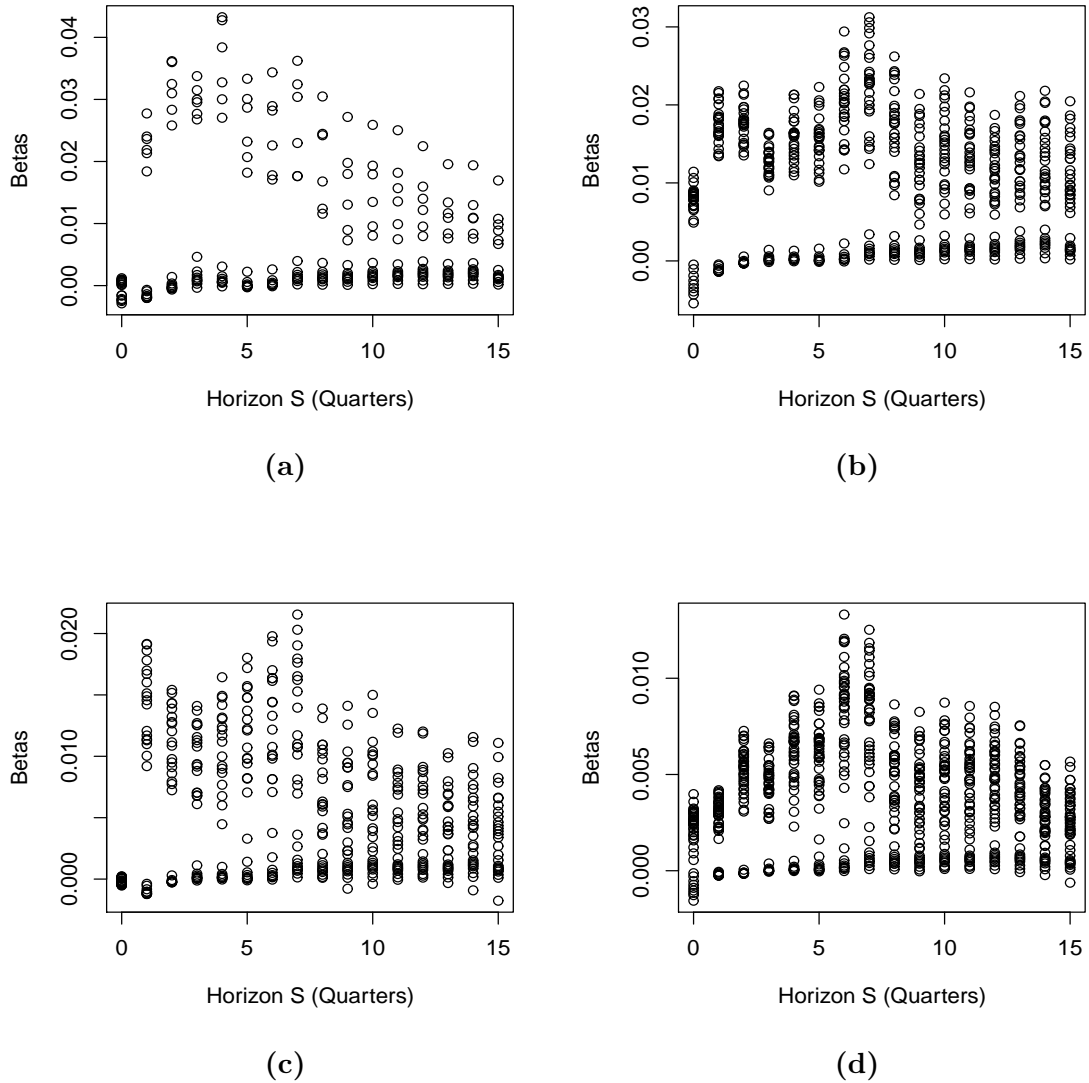 0.00 0.01 0.02 0.03 0.04
Betas
0 5 10 15
Horizon S (Quarters)
(a)
0.00 0.01 0.02 0.03
Betas
0 5 10 15
Horizon S (Quarters)
(b)
0.000 0.010 0.020
Betas
0 5 10 15
Horizon S (Quarters)
(c)
0.000 0.005 0.010
Betas
0 5 10 15
Horizon S (Quarters)
(d)